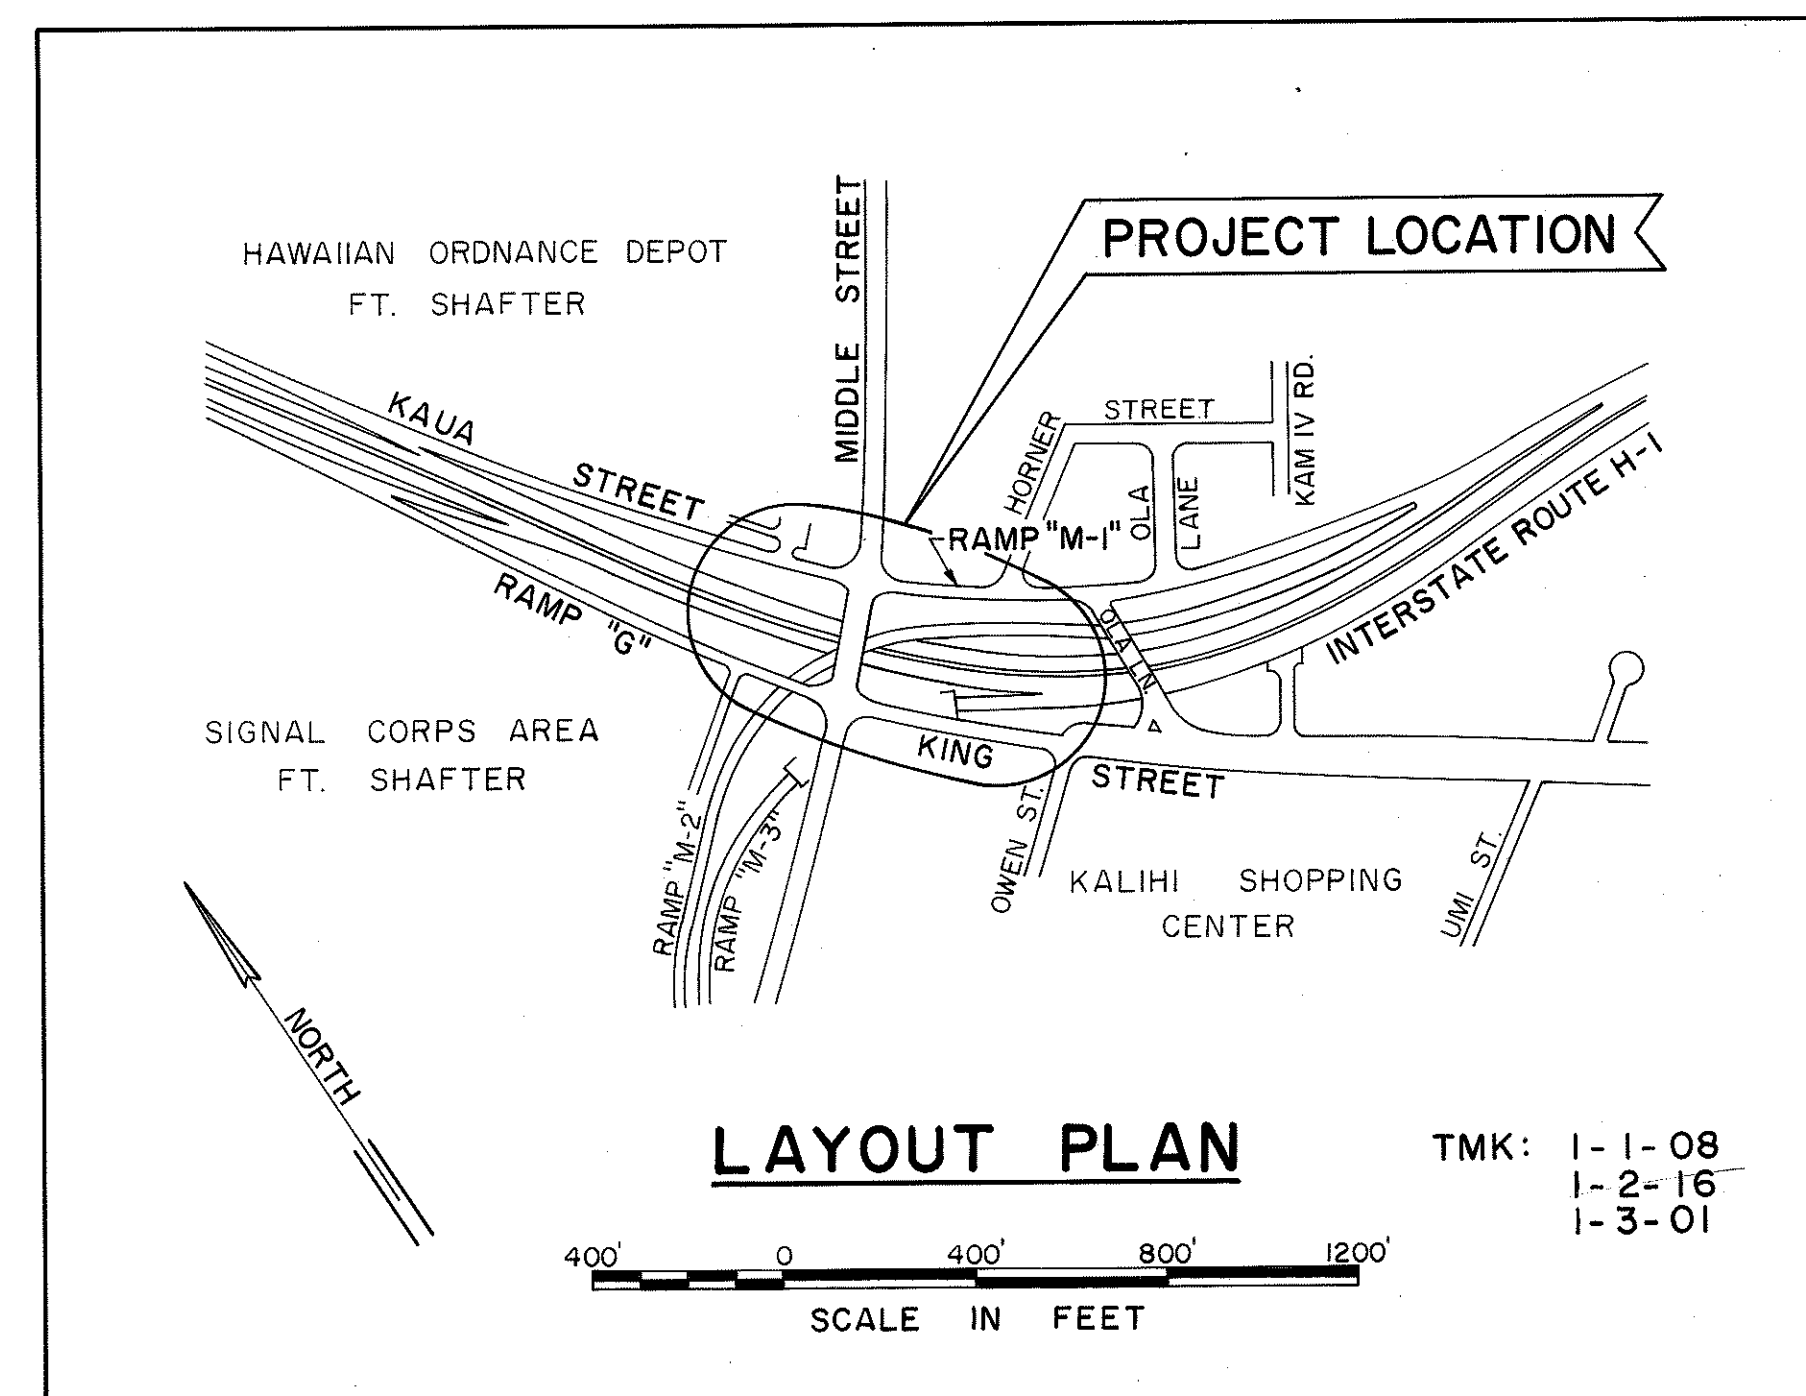 HAWAIIAN ORDNANCE DEPOT
FT. SHAFTER
MIDDLE STREET
PROJECT LOCATION
KAUA STREET
HORNER STREET
KAM IV RD.
OLA LANE
RAMP "M-1"
INTERSTATE ROUTE H-1
RAMP "G"
OLA LN.
SIGNAL CORPS AREA
FT. SHAFTER
KING STREET
RAMP "M-2"
RAMP "M-3"
OWEN ST.
KALIHI SHOPPING
CENTER
UMI ST.
NORTH
LAYOUT PLAN
TMK: 1-1-08
1-2-16
1-3-01
400' 0 400' 800' 1200'
SCALE IN FEET